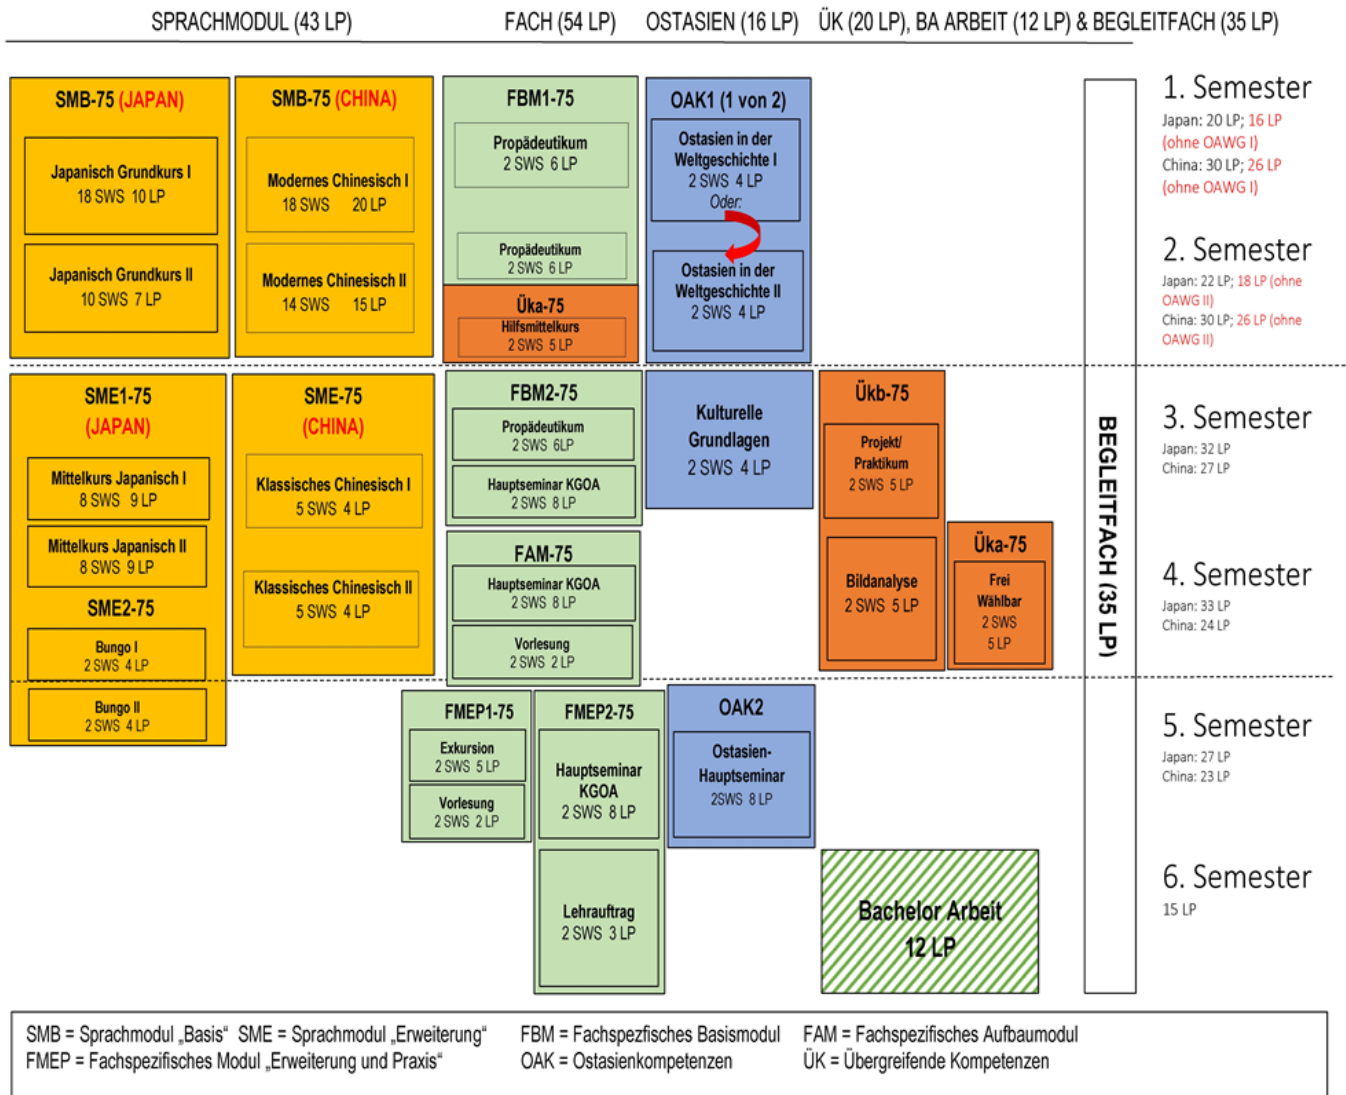 SPRACHMODUL (43 LP)
FACH (54 LP)
OSTASIEN (16 LP)
ÜK (20 LP), BA ARBEIT (12 LP) & BEGLEITFACH (35 LP)
SMB-75 (JAPAN)
Japanisch Grundkurs I
18 SWS 10 LP
Japanisch Grundkurs II
10 SWS 7 LP
SMB-75 (CHINA)
Modernes Chinesisch I
18 SWS 20 LP
Modernes Chinesisch II
14 SWS 15 LP
FBM1-75
Propädeutikum
2 SWS 6 LP
Propädeutikum
2 SWS 6 LP
Üka-75
Hilfsmittelkurs
2 SWS 5 LP
OAK1 (1 von 2)
Ostasien in der
Weltgeschichte I
2 SWS 4 LP
Oder:
Ostasien in der
Weltgeschichte II
2 SWS 4 LP
1. Semester
Japan: 20 LP; 16 LP
(ohne OAWG I)
China: 30 LP; 26 LP
(ohne OAWG I)
2. Semester
Japan: 22 LP; 18 LP (ohne
OAWG II)
China: 30 LP; 26 LP (ohne
OAWG II)
SME1-75
(JAPAN)
Mittelkurs Japanisch I
8 SWS 9 LP
Mittelkurs Japanisch II
8 SWS 9 LP
SME2-75
Bungo I
2 SWS 4 LP
Bungo II
2 SWS 4 LP
SME-75
(CHINA)
Klassisches Chinesisch I
5 SWS 4 LP
Klassisches Chinesisch II
5 SWS 4 LP
FBM2-75
Propädeutikum
2 SWS 6LP
Hauptseminar KGOA
2 SWS 8 LP
FAM-75
Hauptseminar KGOA
2 SWS 8 LP
Vorlesung
2 SWS 2 LP
Kulturelle
Grundlagen
2 SWS 4 LP
Ükb-75
Projekt/
Praktikum
2 SWS 5 LP
Bildanalyse
2 SWS 5 LP
Üka-75
Frei
Wählbar
2 SWS
5 LP
BEGLEITFACH (35 LP)
3. Semester
Japan: 32 LP
China: 27 LP
4. Semester
Japan: 33 LP
China: 24 LP
FMEP1-75
Exkursion
2 SWS 5 LP
Vorlesung
2 SWS 2 LP
FMEP2-75
Hauptseminar
KGOA
2 SWS 8 LP
Lehrauftrag
2 SWS 3 LP
OAK2
Ostasien-
Hauptseminar
2SWS 8 LP
Bachelor Arbeit
12 LP
5. Semester
Japan: 27 LP
China: 23 LP
6. Semester
15 LP
SMB = Sprachmodul „Basis“ SME = Sprachmodul „Erweiterung“ FBM = Fachspezfisches Basismodul FAM = Fachspezifisches Aufbaumodul
FMEP = Fachspezifisches Modul „Erweiterung und Praxis“ OAK = Ostasienkompetenzen ÜK = Übergreifende Kompetenzen